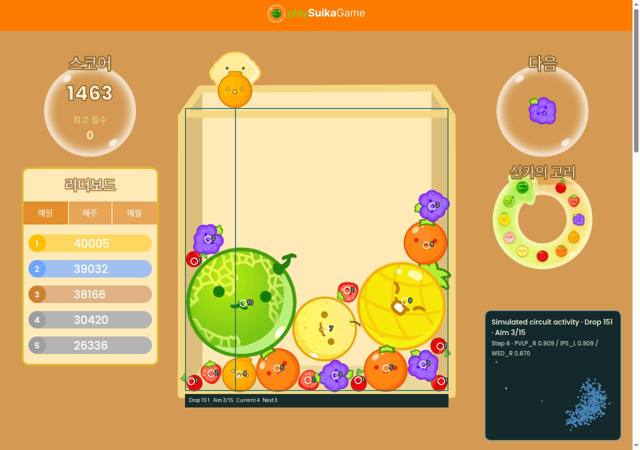 playSuikaGame
스코어
1463
최고 점수
0
리더보드
매일
매주
매월
1 40005
2 39032
3 38166
4 30420
5 26336
다음
신카의 고리
Simulated circuit activity · Drop 151
· Aim 3/15
Step 6 · PVLP_R 0.909 / IPS_L 0.909 /
WED_R 0.870
Drop 151 Aim 3/15 Current 4 Next 3